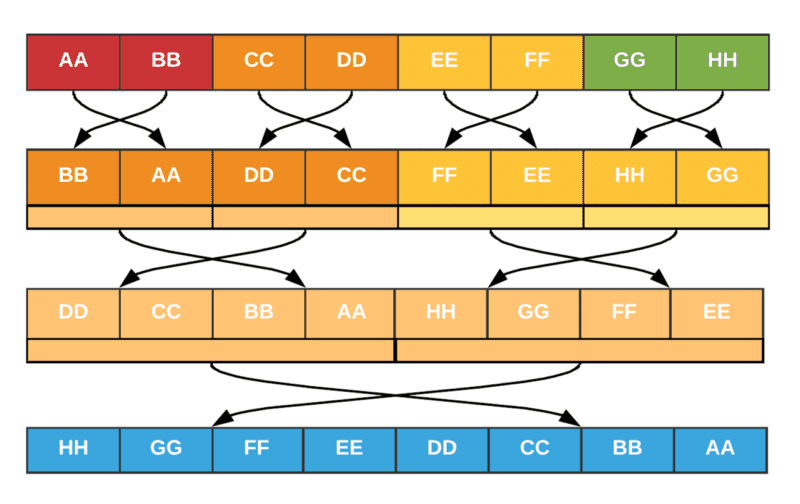 AA BB CC DD EE FF GG HH
BB AA DD CC FF EE HH GG
DD CC BB AA HH GG FF EE
HH GG FF EE DD CC BB AA